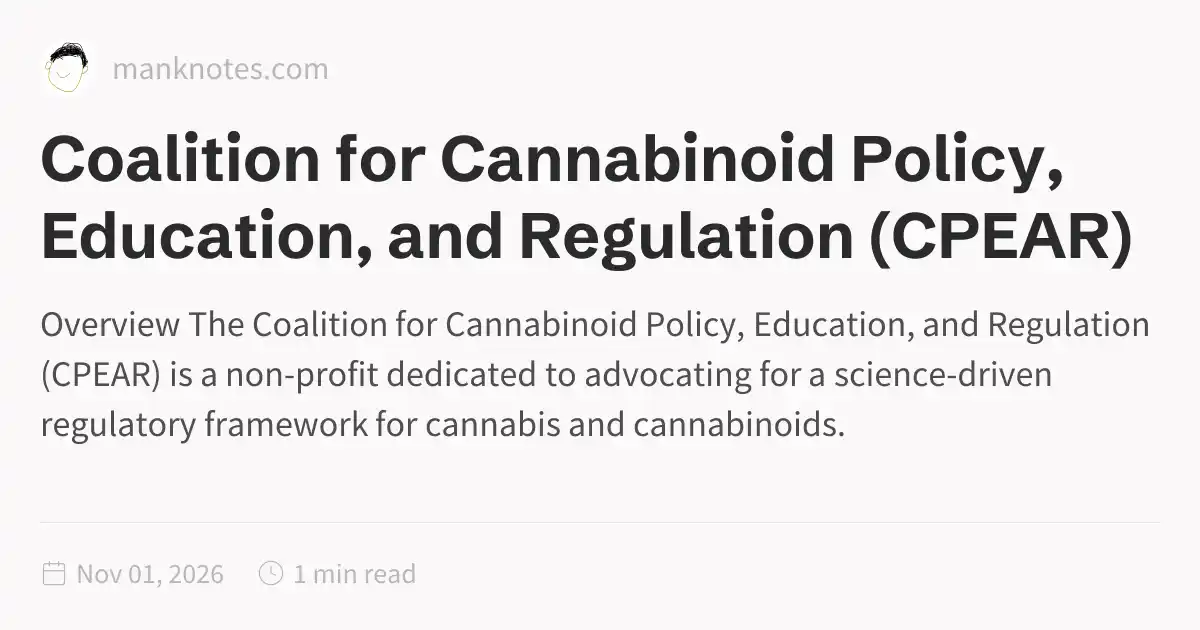 manknotes.com
Coalition for Cannabinoid Policy,
Education, and Regulation (CPEAR)
Overview The Coalition for Cannabinoid Policy, Education, and Regulation
(CPEAR) is a non-profit dedicated to advocating for a science-driven
regulatory framework for cannabis and cannabinoids.
Nov 01, 2026 1 min read